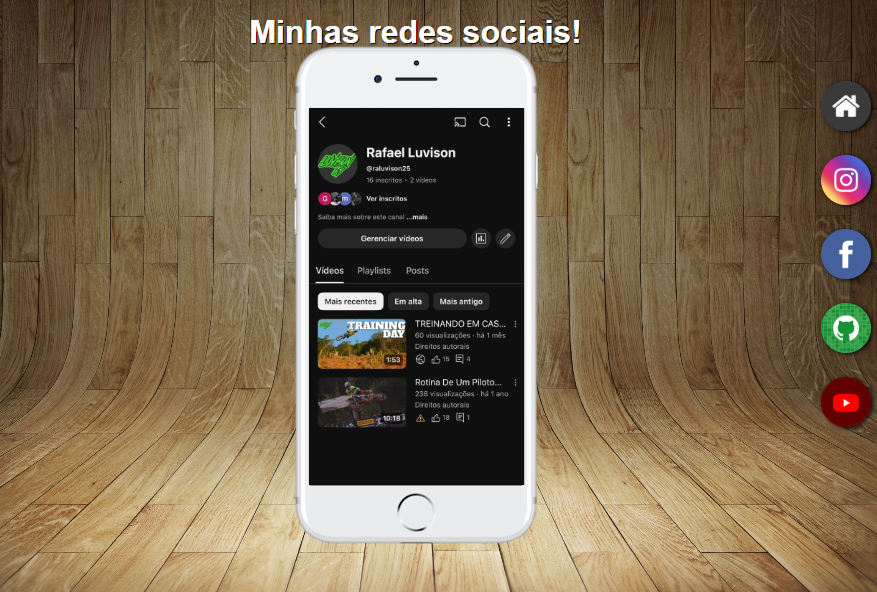 Minhas redes sociais!
Rafael Luvison
@raluvison25
16 inscritos · 2 vídeos
G m Ver inscritos
Saiba mais sobre este canal ...mais
Gerenciar vídeos
Vídeos Playlists Posts
Mais recentes Em alta Mais antigo
TRAINING
DAY
1:53
TREINANDO EM CAS...
60 visualizações · há 1 mês
Direitos autorais
15 4
10:18
Rotina De Um Piloto...
238 visualizações · há 1 ano
Direitos autorais
18 1